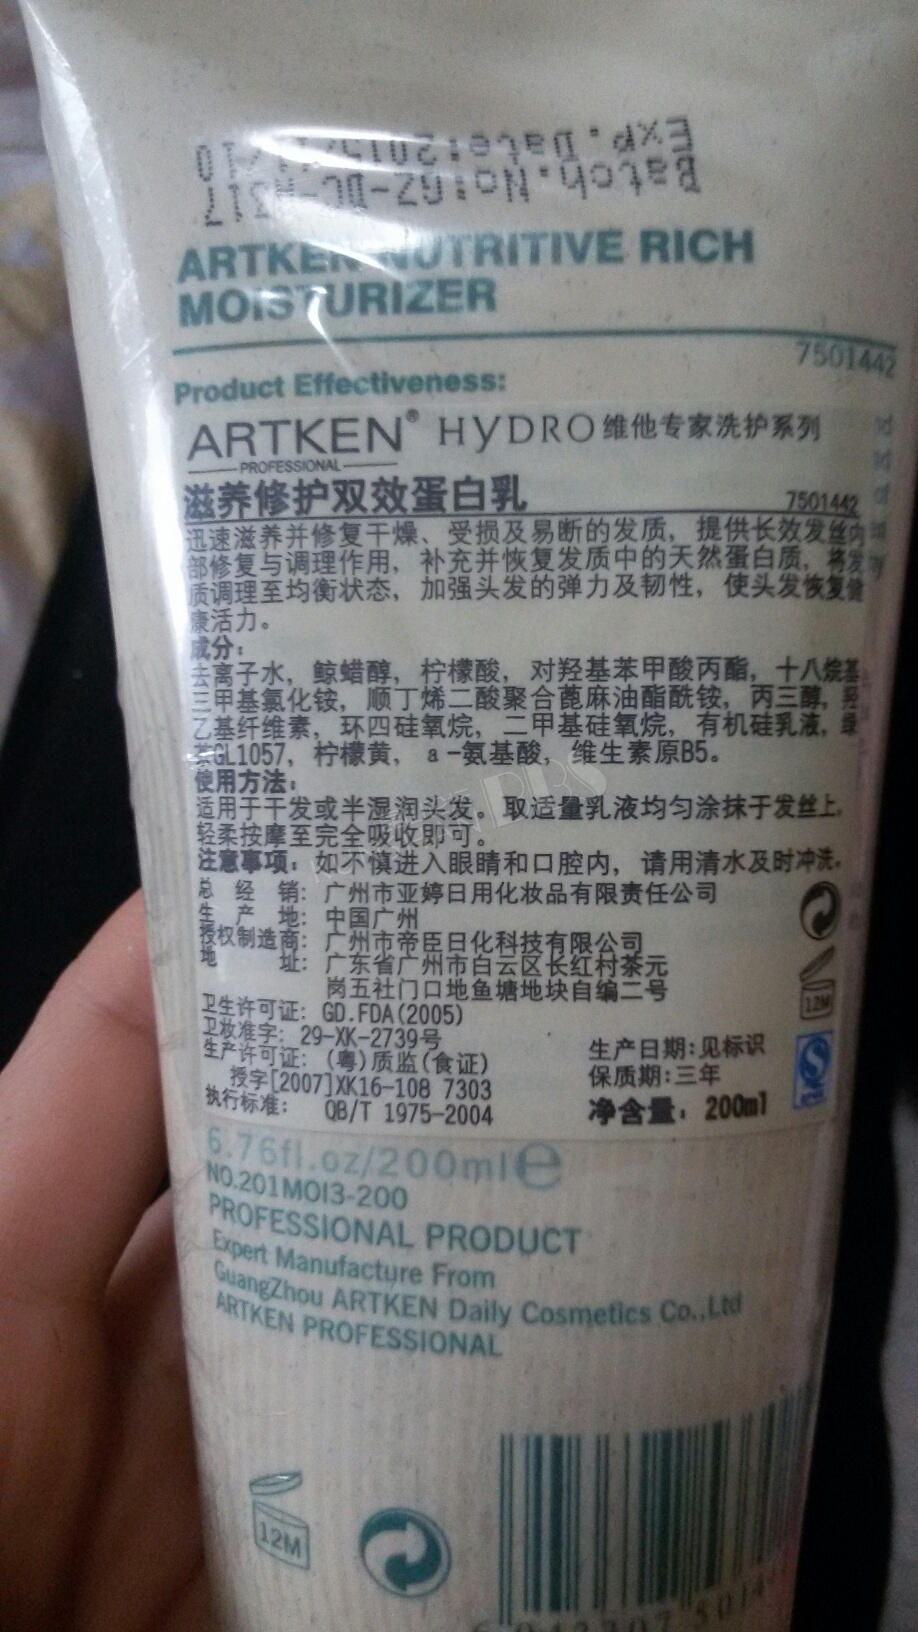 Batch.No:GZ-DC-A317
Exp.Date:2015/11/10
ARTKEN NUTRITIVE RICH
MOISTURIZER
7501442
Product Effectiveness:
ARTKEN® HYDRO 维他专家洗护系列
PROFESSIONAL
滋养修护双效蛋白乳 7501442
迅速滋养并修复干燥、受损及易断的发质，提供长效发丝内
部修复与调理作用，补充并恢复发质中的天然蛋白质，将发
质调理至均衡状态，加强头发的弹力及韧性，使头发恢复健
康活力。
成分：
去离子水，鲸蜡醇，柠檬酸，对羟基苯甲酸丙酯，十八烷基
三甲基氯化铵，顺丁烯二酸聚合蓖麻油酯酰铵，丙三醇，羟
乙基纤维素，环四硅氧烷，二甲基硅氧烷，有机硅乳液，绿
茶GL1057，柠檬黄，a-氨基酸，维生素原B5。
使用方法：
适用于干发或半湿润头发。取适量乳液均匀涂抹于发丝上，
轻柔按摩至完全吸收即可。
注意事项：如不慎进入眼睛和口腔内，请用清水及时冲洗。
总经销：广州市亚婷日用化妆品有限责任公司
生产地：中国广州
授权制造商：广州市帝臣日化科技有限公司
地址：广东省广州市白云区长红村茶元
岗五社门口地鱼塘地块自编二号
12M
卫生许可证：GD.FDA(2005)
卫妆准字：29-XK-2739号
生产许可证：(粤)质监(食证)
授字[2007]XK16-108 7303
执行标准：QB/T 1975-2004
生产日期：见标识
保质期：三年
净含量：200ml
6.76fl.oz/200ml e
NO.201MOI3-200
PROFESSIONAL PRODUCT
Expert Manufacture From
GuangZhou ARTKEN Daily Cosmetics Co.,Ltd
ARTKEN PROFESSIONAL
12M